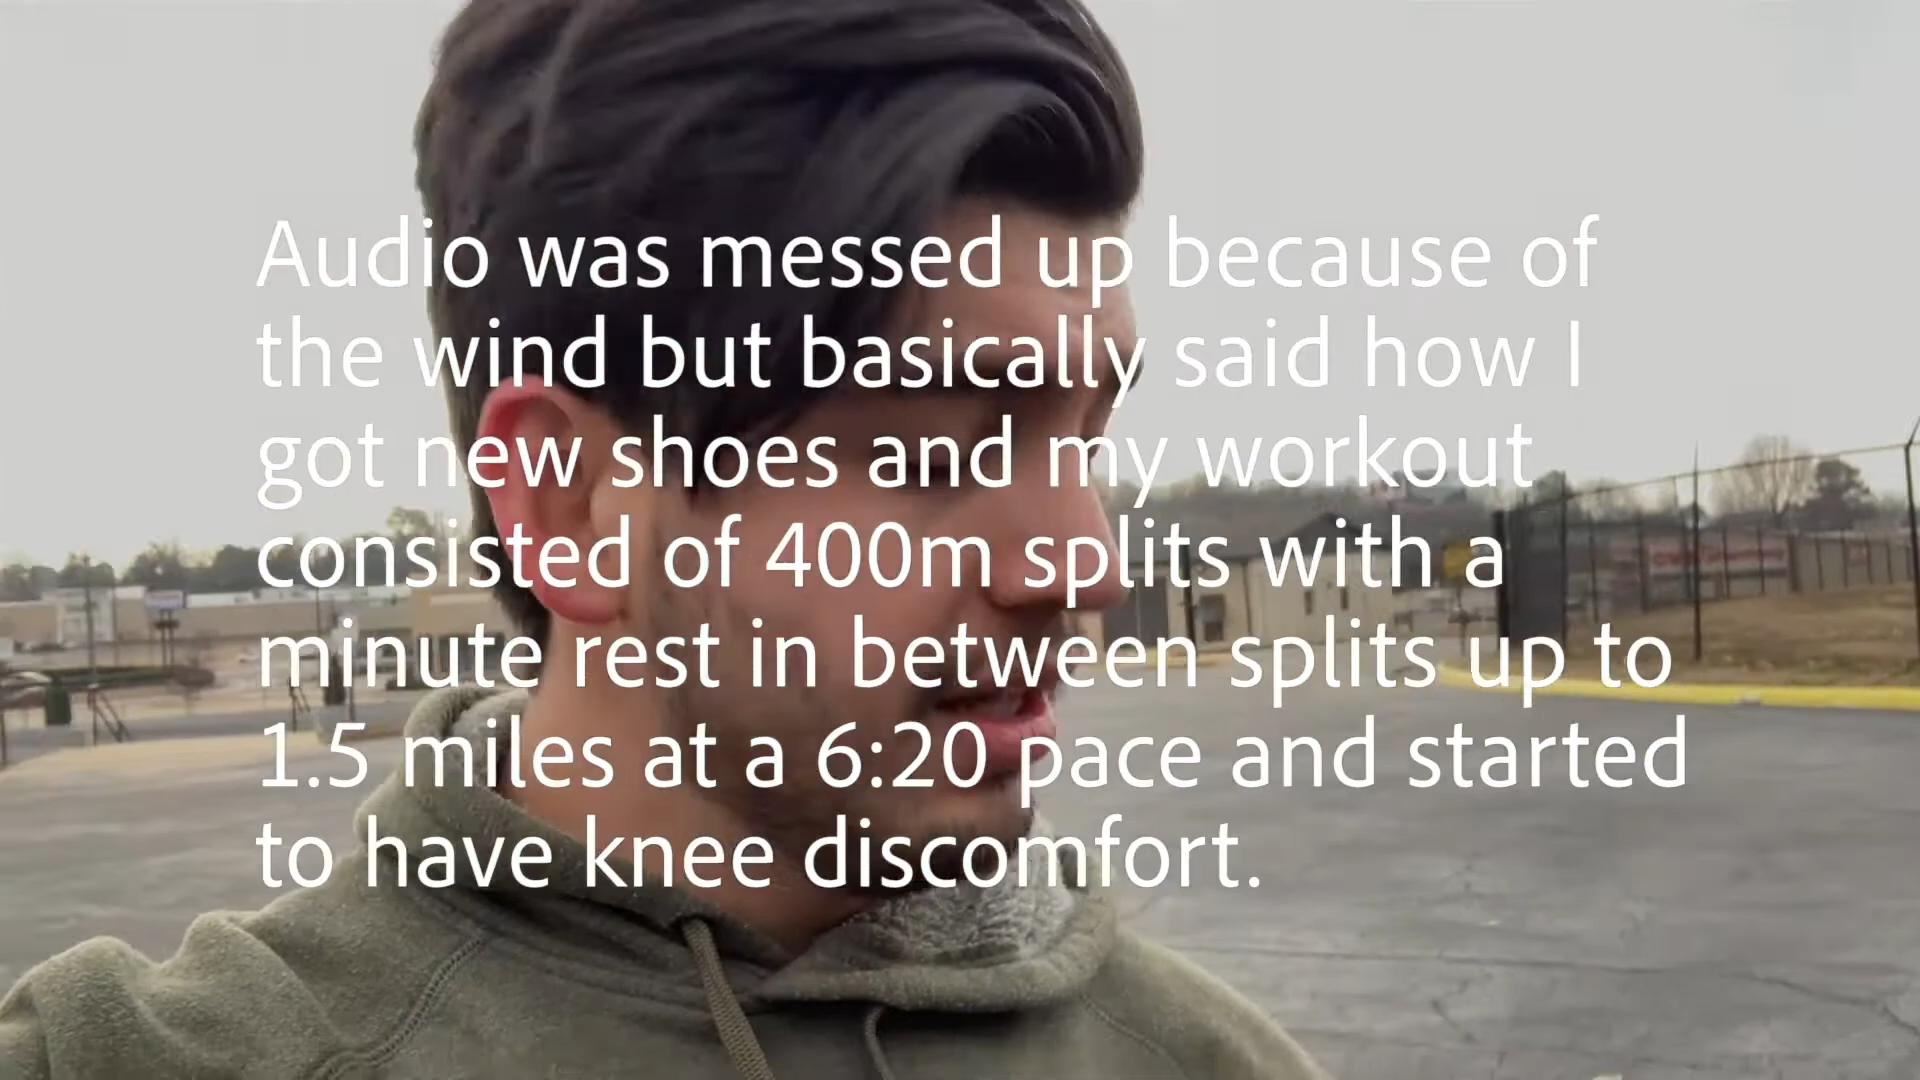 Audio was messed up because of
the wind but basically said how I
got new shoes and my workout
consisted of 400m splits with a
minute rest in between splits up to
1.5 miles at a 6:20 pace and started
to have knee discomfort.